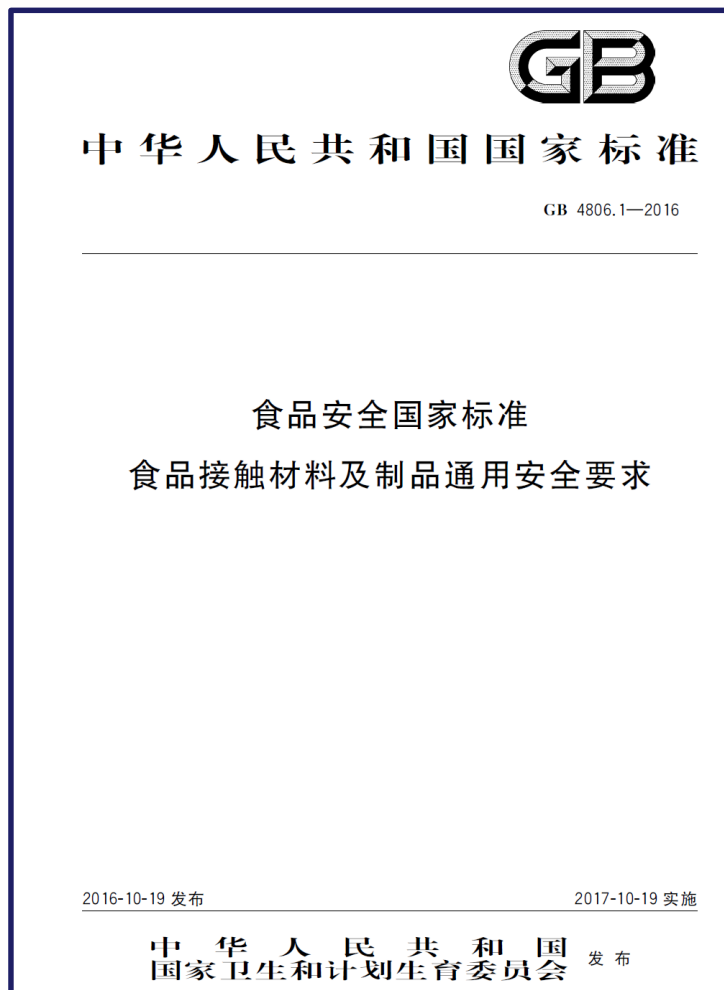 GB
中华人民共和国国家标准
GB 4806.1—2016
食品安全国家标准
食品接触材料及制品通用安全要求
2016-10-19 发布
2017-10-19 实施
中华人民共和国
国家卫生和计划生育委员会 发布